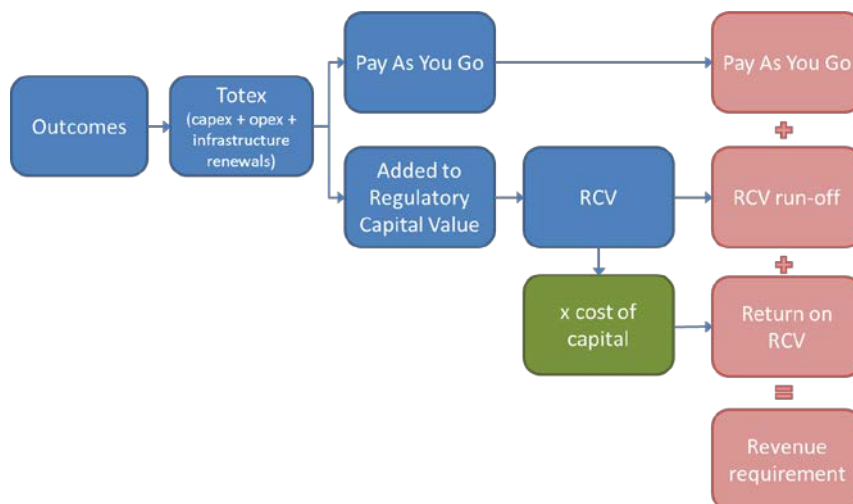 Outcomes
Totex
(capex + opex +
infrastructure
renewals)
Pay As You Go
Pay As You Go
+
Added to
Regulatory
Capital Value
RCV
RCV run-off
+
x cost of
capital
Return on
RCV
=
Revenue
requirement